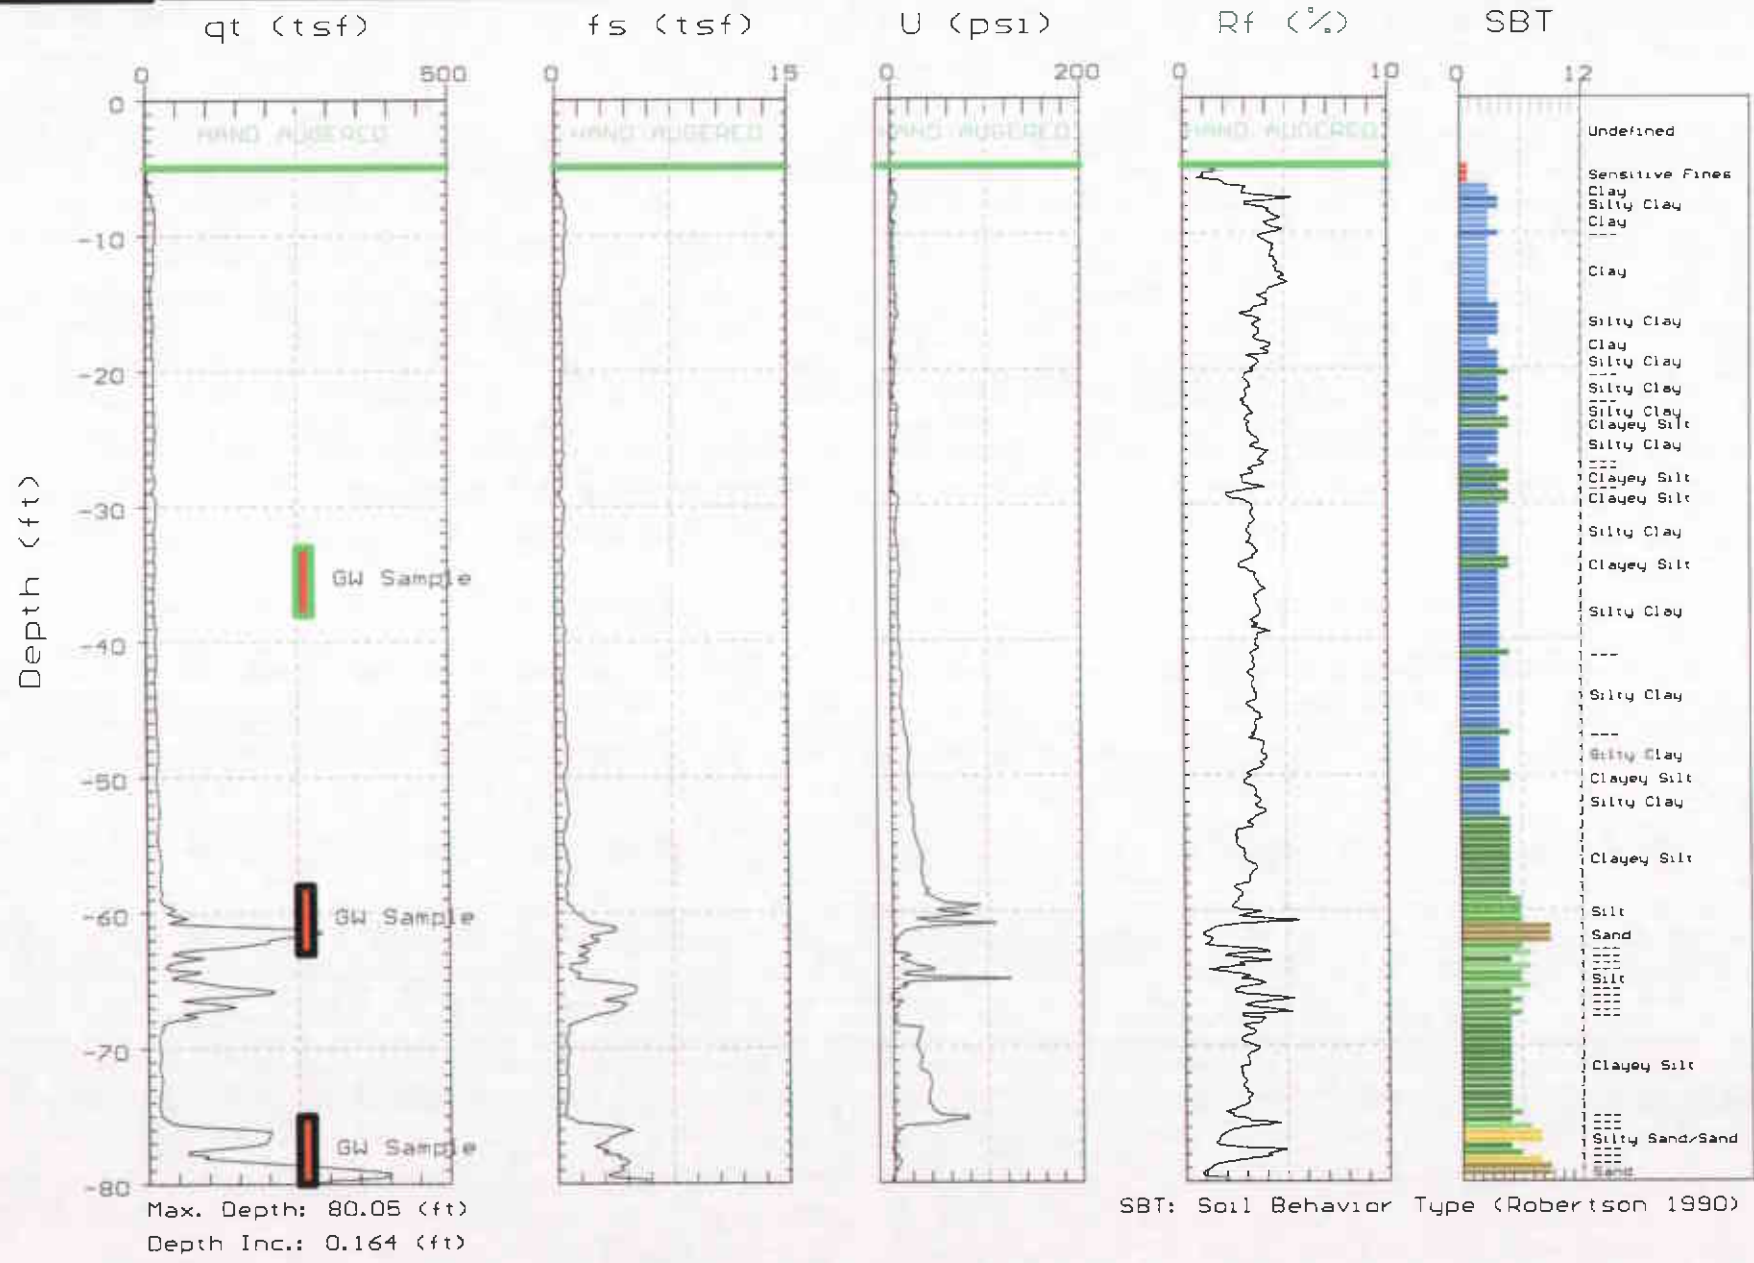 qt (tsf) fs (tsf) U (psi) Rf (%) SBT
0 500 0 15 0 200 0 10 0 12
0
HAND AUGERED HAND AUGERED HAND AUGERED HAND AUGERED
Undefined
Sensitive Fines
Clay
Silty Clay
Clay
-10
---
Clay
Silty Clay
Clay
Silty Clay
-20
---
Silty Clay
---
Silty Clay
Clayey Silt
Silty Clay
---
Clayey Silt
Clayey Silt
-30
Silty Clay
Clayey Silt
GW Sample
Silty Clay
Depth (ft)
-40
---
Silty Clay
---
Silty Clay
-50
Clayey Silt
Silty Clay
Clayey Silt
-60
GW Sample
Silt
Sand
---
Silt
---
-70
Clayey Silt
---
GW Sample
Silty Sand/Sand
---
Sand
-80
Max. Depth: 80.05 (ft)
Depth Inc.: 0.164 (ft)
SBT: Soil Behavior Type (Robertson 1990)